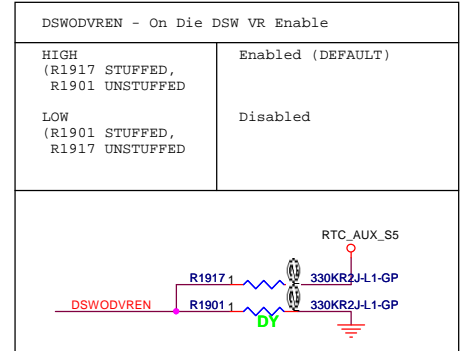 DSWODVREN - On Die DSW VR Enable
HIGH Enabled (DEFAULT)
(R1917 STUFFED,
R1901 UNSTUFFED
LOW Disabled
(R1901 STUFFED,
R1917 UNSTUFFED
RTC_AUX_S5
R1917 1 330KR2J-L1-GP
DSWODVREN R1901 1 330KR2J-L1-GP
DY